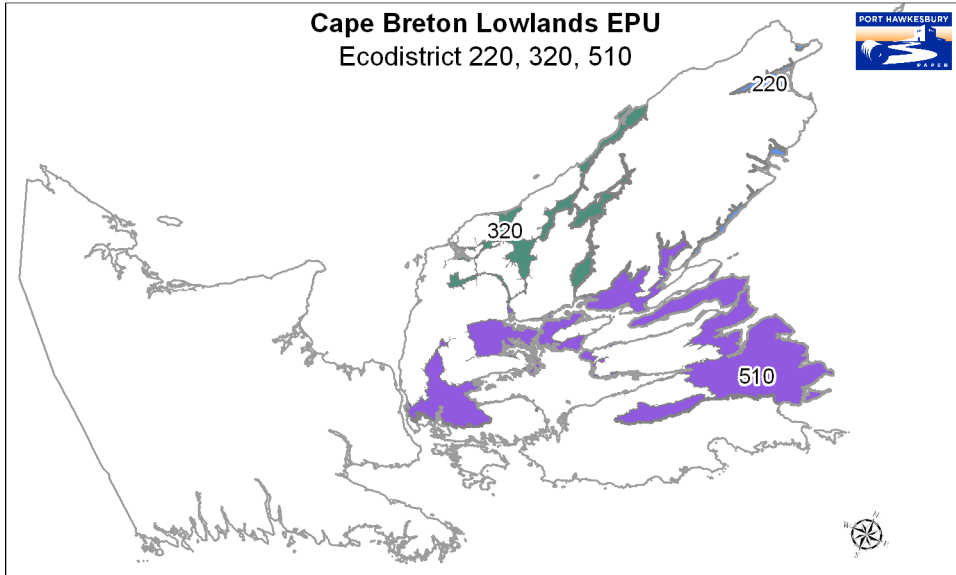 Cape Breton Lowlands EPU
Ecodistrict 220, 320, 510
PORT HAWKESBURY
PAPER
220
320
510
N
W
S